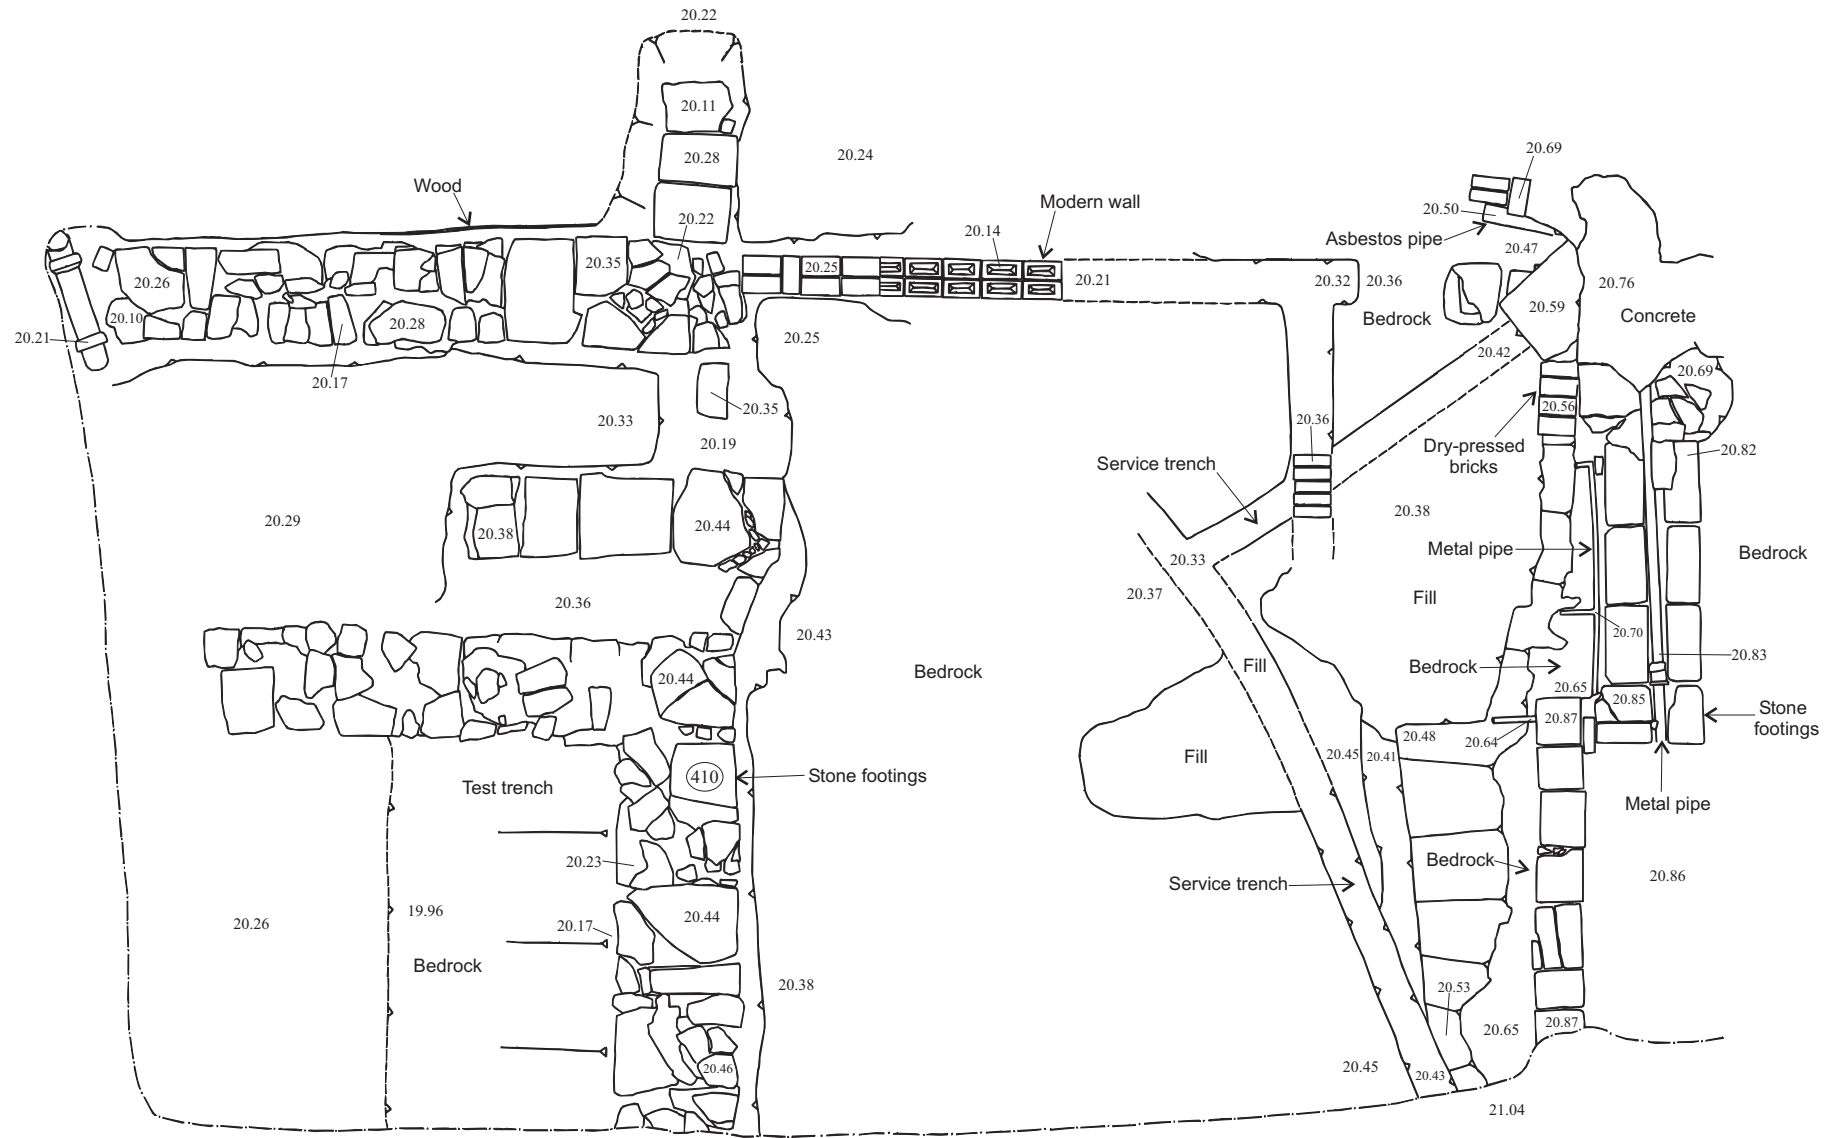 20.22
20.11
20.28
20.24
20.69
Wood
20.22
Modern wall
20.50
20.14
Asbestos pipe
20.47
20.26
20.35
20.25
20.21
20.32
20.36
20.76
20.10
20.28
20.59
Bedrock
Concrete
20.21
20.25
20.42
20.17
20.69
20.35
20.56
20.33
20.36
20.19
Dry-pressed
bricks
20.82
Service trench
20.29
20.38
20.44
20.38
Metal pipe
Bedrock
20.33
20.37
20.36
Fill
20.43
20.70
20.83
Bedrock
Fill
Bedrock
20.44
20.65
20.85
Stone
footings
20.87
20.48
20.64
20.45
20.41
Fill
410
Stone footings
Test trench
Metal pipe
20.23
Bedrock
20.86
Service trench
19.96
20.44
20.26
20.17
Bedrock
20.38
20.53
20.65
20.87
20.46
20.45
20.43
21.04